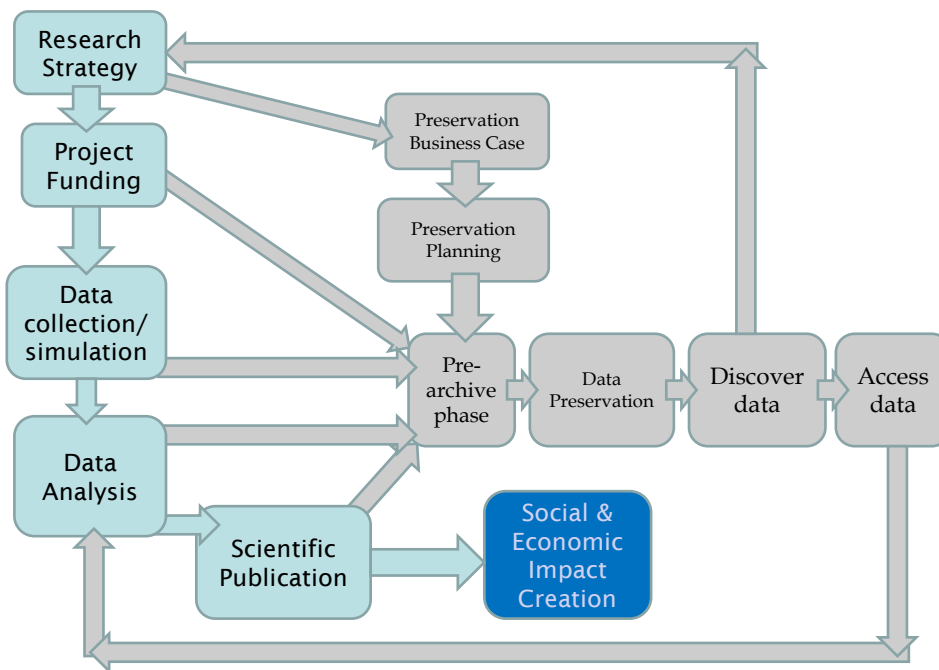 Research
Strategy
Preservation
Business Case
Project
Funding
Preservation
Planning
Data
collection/
simulation
Pre-
archive
phase
Data
Preservation
Discover
data
Access
data
Data
Analysis
Scientific
Publication
Social &
Economic
Impact
Creation